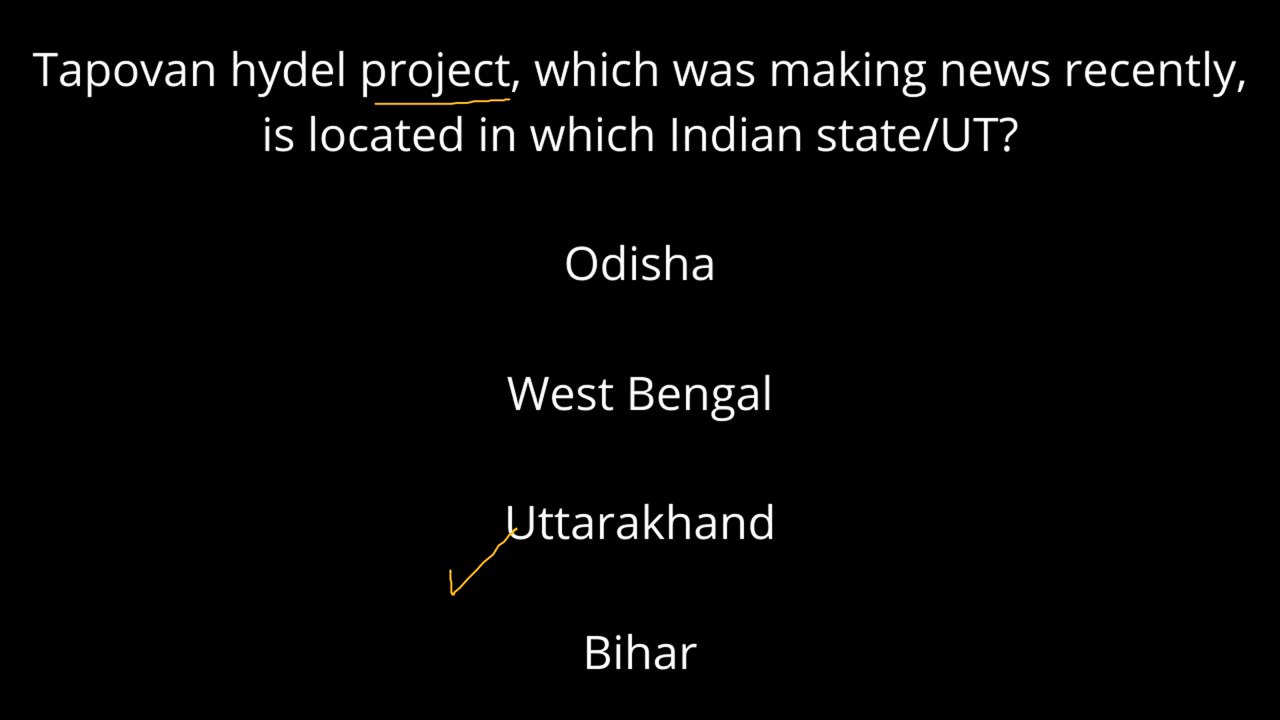 Tapovan hydel project, which was making news recently,
is located in which Indian state/UT?
Odisha
West Bengal
Uttarakhand
Bihar